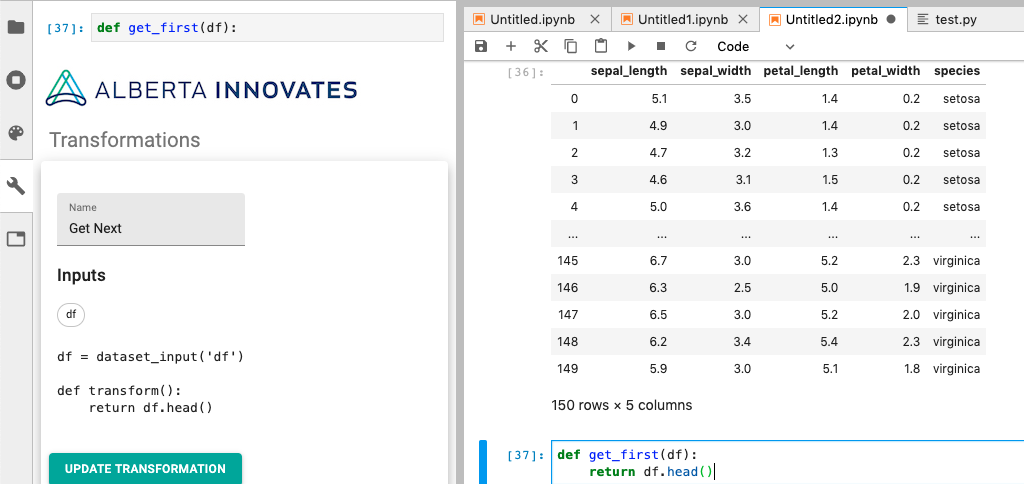 [37]: def get_first(df):
ALBERTA INNOVATES
Transformations
Name
Get Next
Inputs
df
df = dataset_input('df')
def transform():
    return df.head()
UPDATE TRANSFORMATION
Untitled.ipynb Untitled1.ipynb Untitled2.ipynb test.py
Code
[36]: sepal_length sepal_width petal_length petal_width species
0 5.1 3.5 1.4 0.2 setosa
1 4.9 3.0 1.4 0.2 setosa
2 4.7 3.2 1.3 0.2 setosa
3 4.6 3.1 1.5 0.2 setosa
4 5.0 3.6 1.4 0.2 setosa
... ... ... ... ... ...
145 6.7 3.0 5.2 2.3 virginica
146 6.3 2.5 5.0 1.9 virginica
147 6.5 3.0 5.2 2.0 virginica
148 6.2 3.4 5.4 2.3 virginica
149 5.9 3.0 5.1 1.8 virginica
150 rows × 5 columns
[37]: def get_first(df):
    return df.head()